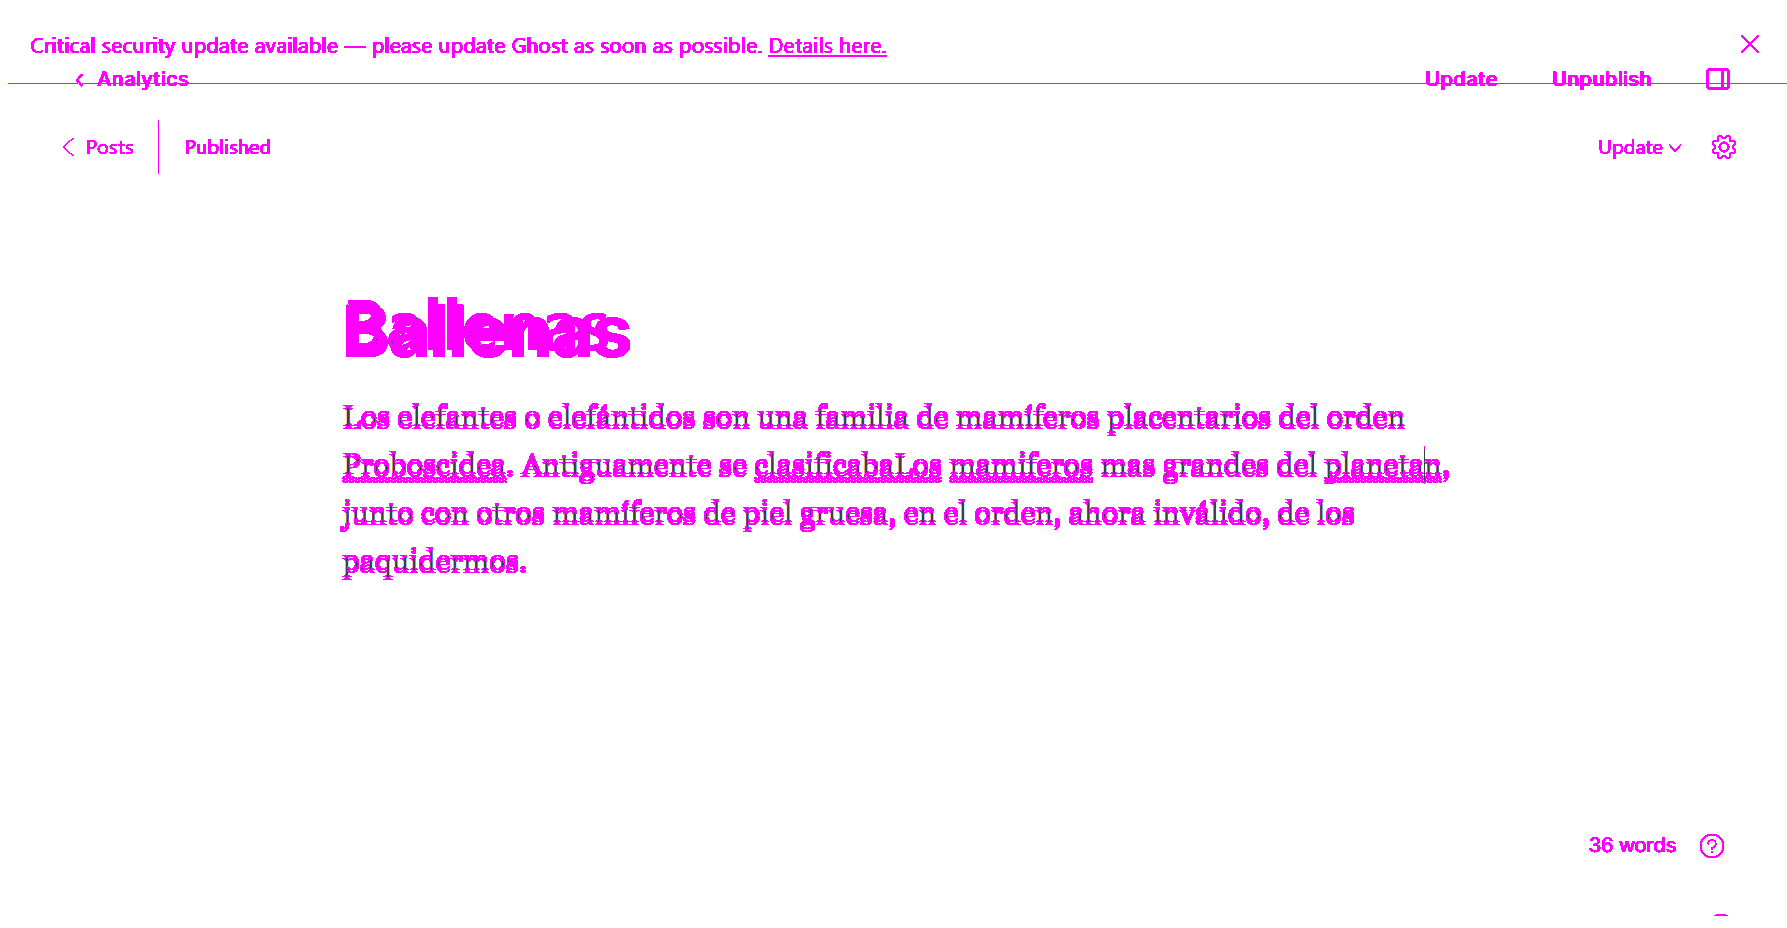 Critical security update available — please update Ghost as soon as possible. Details here.
Analytics Update Unpublish
Posts Published Update
Ballenas
Los elefantes o elefántidos son una familia de mamíferos placentarios del orden
Proboscidea. Antiguamente se clasificabaLos mamiferos mas grandes del planetan,
junto con otros mamíferos de piel gruesa, en el orden, ahora inválido, de los
paquidermos.
36 words